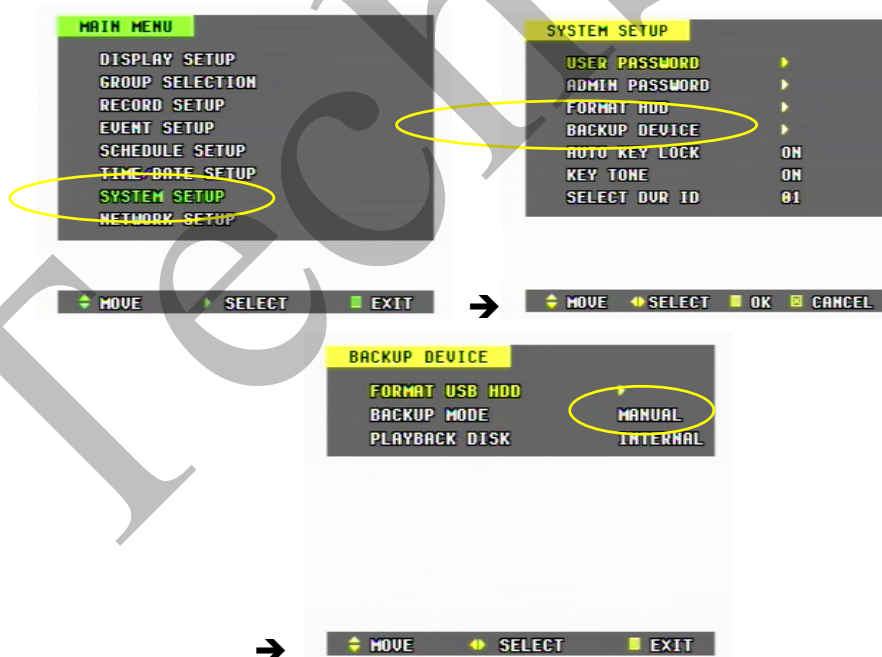 MAIN MENU
DISPLAY SETUP
GROUP SELECTION
RECORD SETUP
EVENT SETUP
SCHEDULE SETUP
TIME/DATE SETUP
SYSTEM SETUP
NETWORK SETUP
MOVE SELECT EXIT
SYSTEM SETUP
USER PASSWORD
ADMIN PASSWORD
FORMAT HDD
BACKUP DEVICE
AUTO KEY LOCK ON
KEY TONE ON
SELECT DVR ID 01
MOVE SELECT OK CANCEL
BACKUP DEVICE
FORMAT USB HDD
BACKUP MODE MANUAL
PLAYBACK DISK INTERNAL
MOVE SELECT EXIT